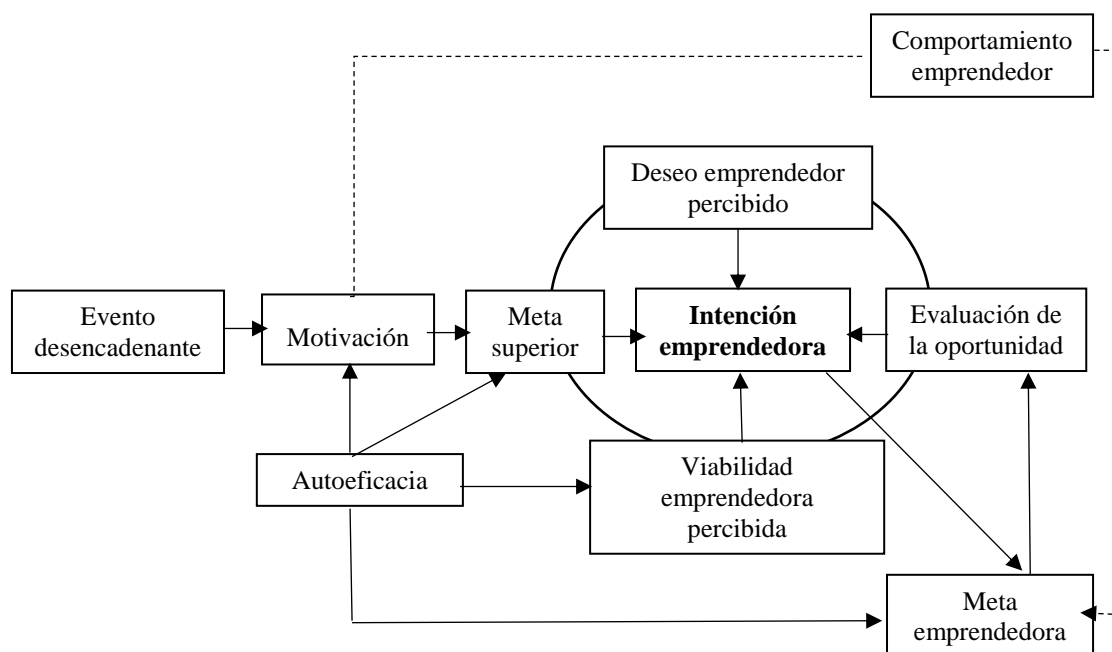 Comportamiento
emprendedor
Deseo emprendedor
percibido
Evento
desencadenante
Motivación
Meta
superior
Intención
emprendedora
Evaluación de
la oportunidad
Autoeficacia
Viabilidad
emprendedora
percibida
Meta
emprendedora